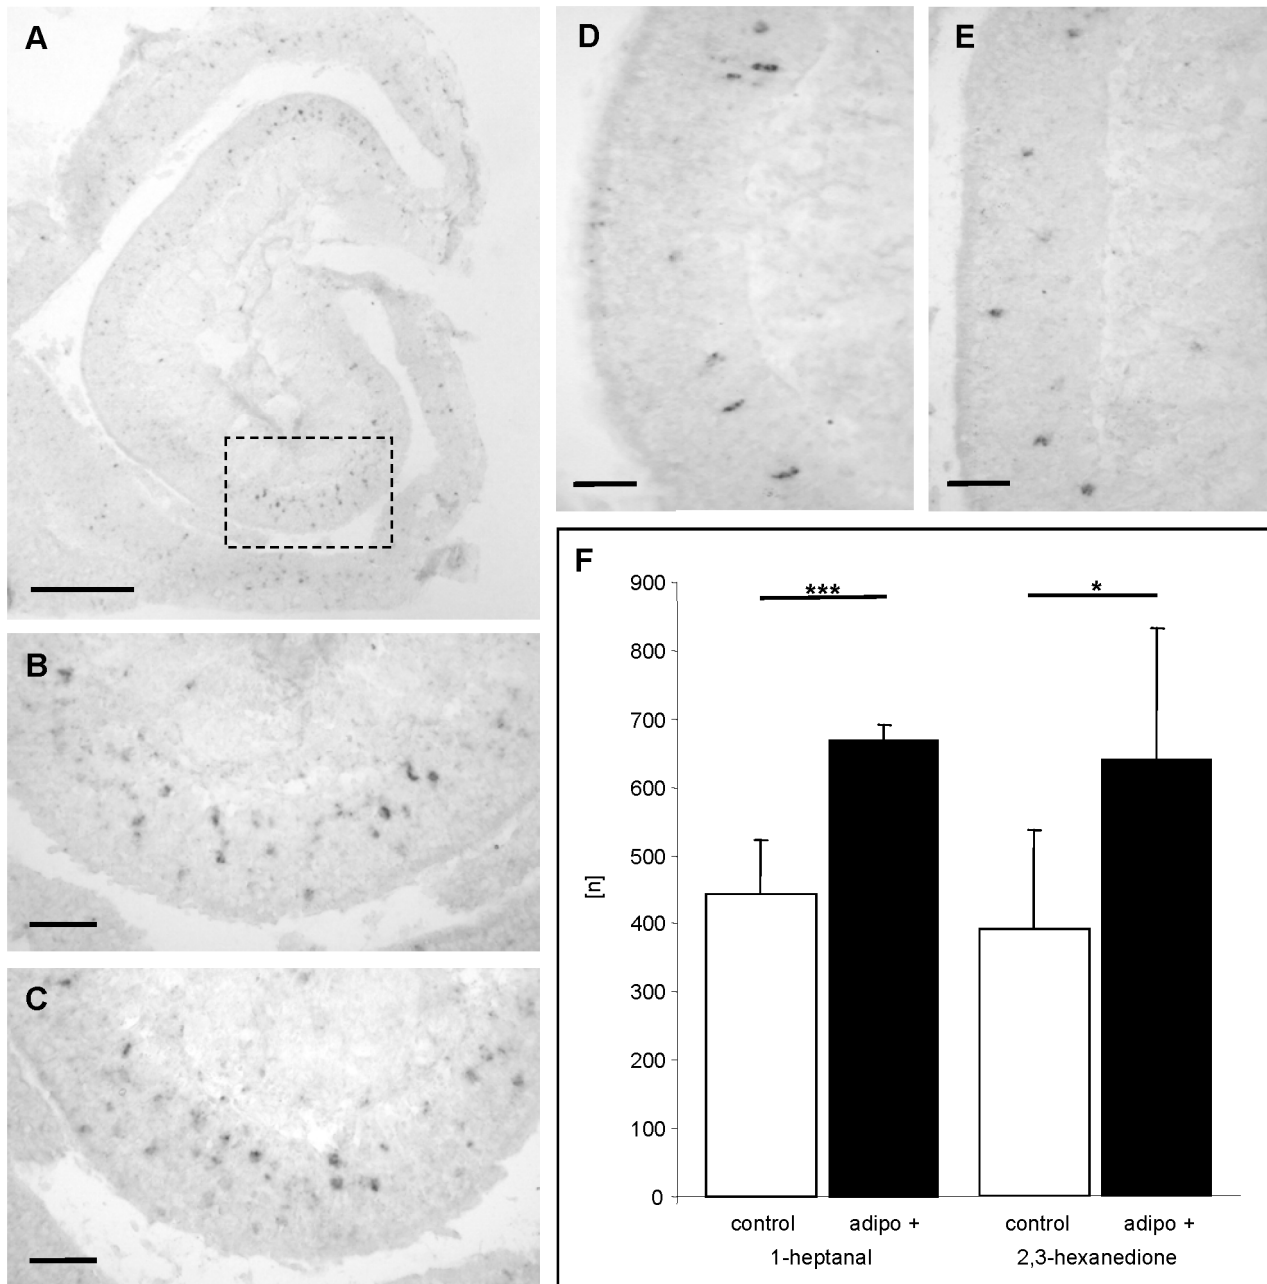 A
D
E
B
C
F
900
800
700
600
500
400
300
200
100
0
[n]
***
*
control adipo + control adipo +
1-heptanal 2,3-hexanedione